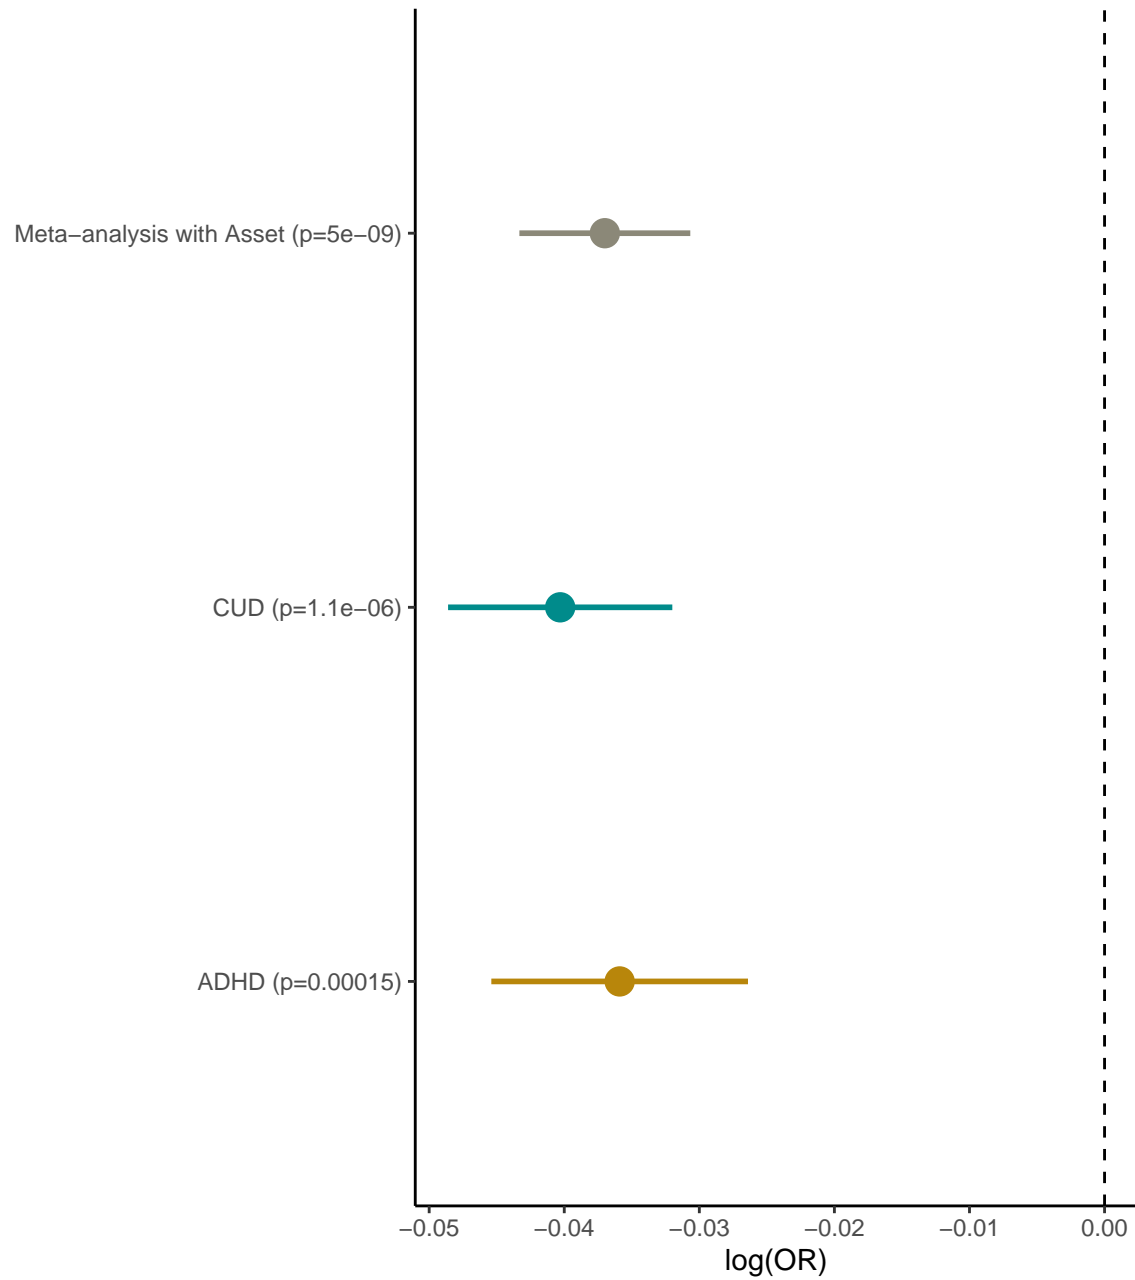 Meta−analysis with Asset (p=5e−09)
CUD (p=1.1e−06)
ADHD (p=0.00015)
−0.05 −0.04 −0.03 −0.02 −0.01 0.00
log(OR)